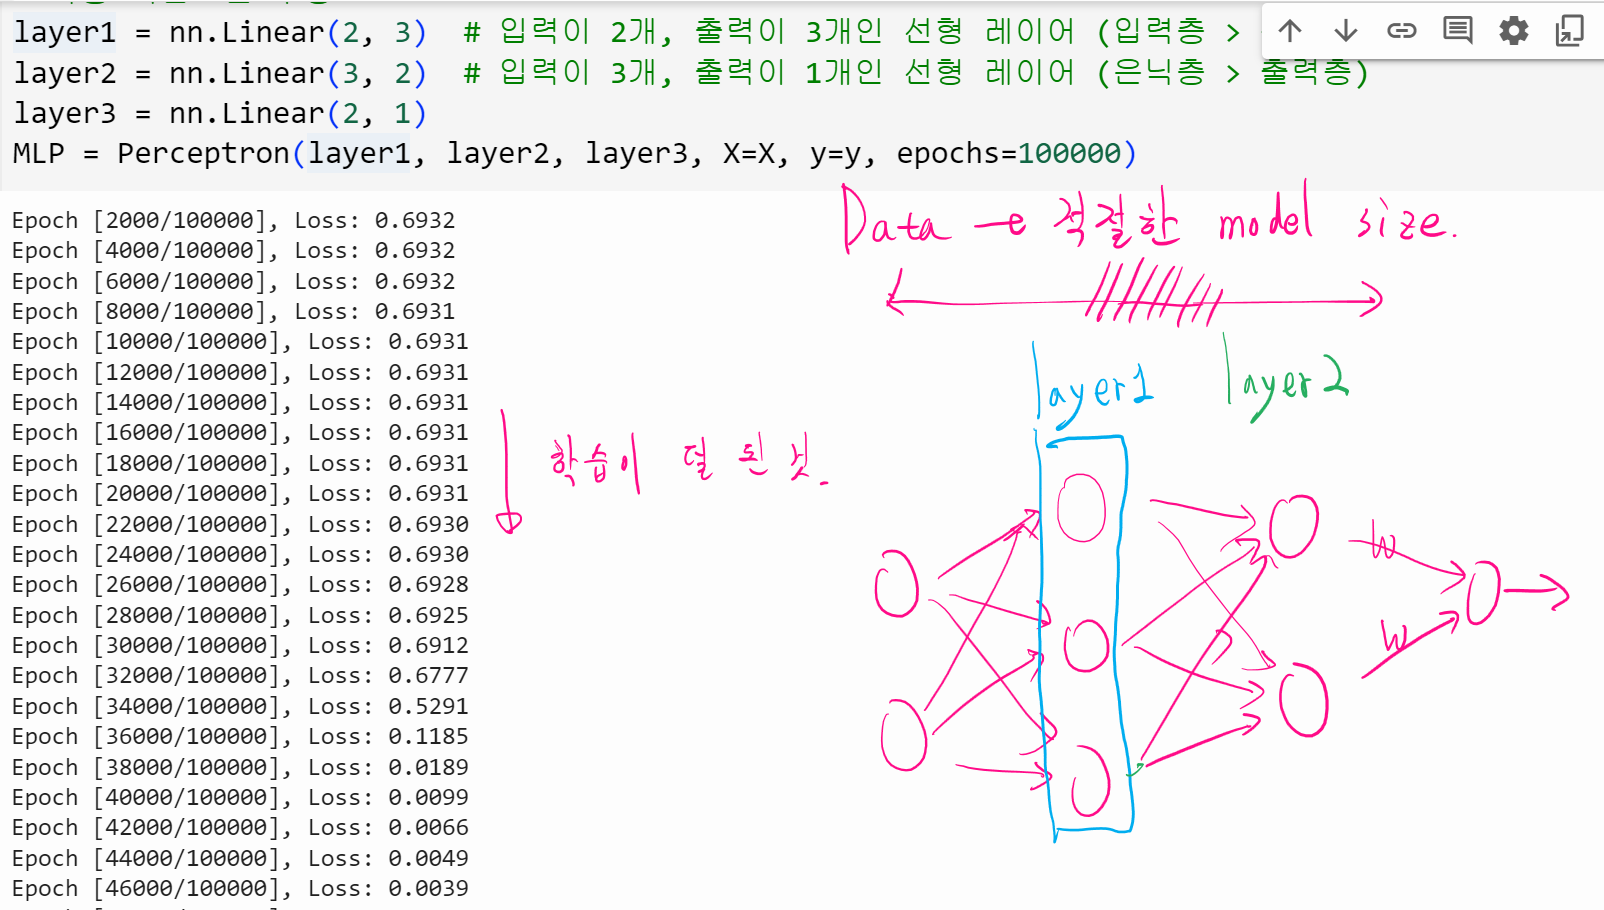 layer1 = nn.Linear(2, 3)  # 입력이 2개, 출력이 3개인 선형 레이어 (입력층 >
layer2 = nn.Linear(3, 2)  # 입력이 3개, 출력이 1개인 선형 레이어 (은닉층 > 출력층)
layer3 = nn.Linear(2, 1)
MLP = Perceptron(layer1, layer2, layer3, X=X, y=y, epochs=100000)
Data → 적절한 model size.
Epoch [2000/100000], Loss: 0.6932
Epoch [4000/100000], Loss: 0.6932
Epoch [6000/100000], Loss: 0.6932
Epoch [8000/100000], Loss: 0.6931
Epoch [10000/100000], Loss: 0.6931
Epoch [12000/100000], Loss: 0.6931
Epoch [14000/100000], Loss: 0.6931
Epoch [16000/100000], Loss: 0.6931
Epoch [18000/100000], Loss: 0.6931
Epoch [20000/100000], Loss: 0.6931
Epoch [22000/100000], Loss: 0.6930
Epoch [24000/100000], Loss: 0.6930
Epoch [26000/100000], Loss: 0.6928
Epoch [28000/100000], Loss: 0.6925
Epoch [30000/100000], Loss: 0.6912
Epoch [32000/100000], Loss: 0.6777
Epoch [34000/100000], Loss: 0.5291
Epoch [36000/100000], Loss: 0.1185
Epoch [38000/100000], Loss: 0.0189
Epoch [40000/100000], Loss: 0.0099
Epoch [42000/100000], Loss: 0.0066
Epoch [44000/100000], Loss: 0.0049
Epoch [46000/100000], Loss: 0.0039
학습이 덜 된 것.
layer1 layer2
W
W